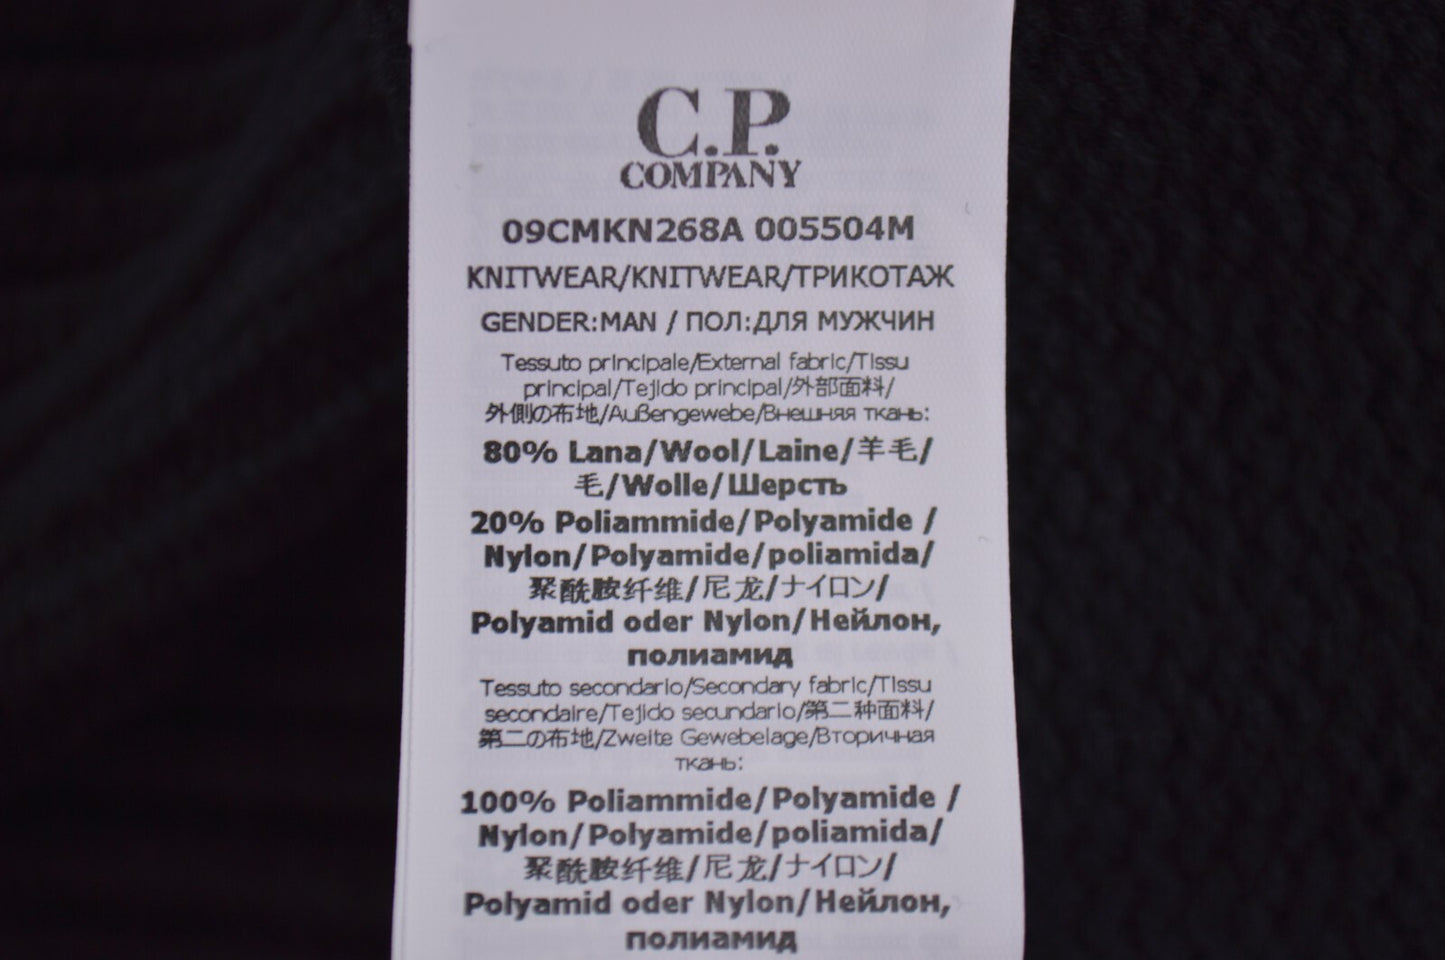 C.P.
COMPANY
09CMKN268A 005504M
KNITWEAR/KNITWEAR/ТРИКОТАЖ
GENDER:MAN / ПОЛ:ДЛЯ МУЖЧИН
Tessuto principale/External fabric/Tissu
principal/Tejido principal/外部面料/
外側の布地/Außengewebe/Внешняя ткань:
80% Lana/Wool/Laine/羊毛/
毛/Wolle/Шерсть
20% Poliammide/Polyamide /
Nylon/Polyamide/poliamida/
聚酰胺纤维/尼龙/ナイロン/
Polyamid oder Nylon/Нейлон,
полиамид
Tessuto secondario/Secondary fabric/Tissu
secondaire/Tejido secundario/第二种面料/
第二の布地/Zweite Gewebelage/Вторичная
ткань:
100% Poliammide/Polyamide /
Nylon/Polyamide/poliamida/
聚酰胺纤维/尼龙/ナイロン/
Polyamid oder Nylon/Нейлон,
полиамид